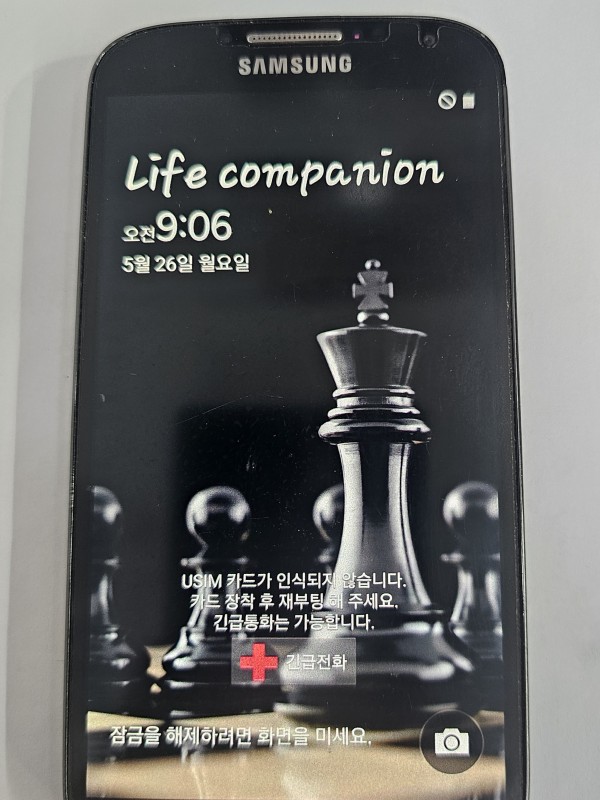 SAMSUNG
Life companion
오전 9:06
5월 26일 월요일
USIM 카드가 인식되지 않습니다.
카드 장착 후 재부팅 해 주세요.
긴급통화는 가능합니다.
긴급전화
잠금을 해제하려면 화면을 미세요.